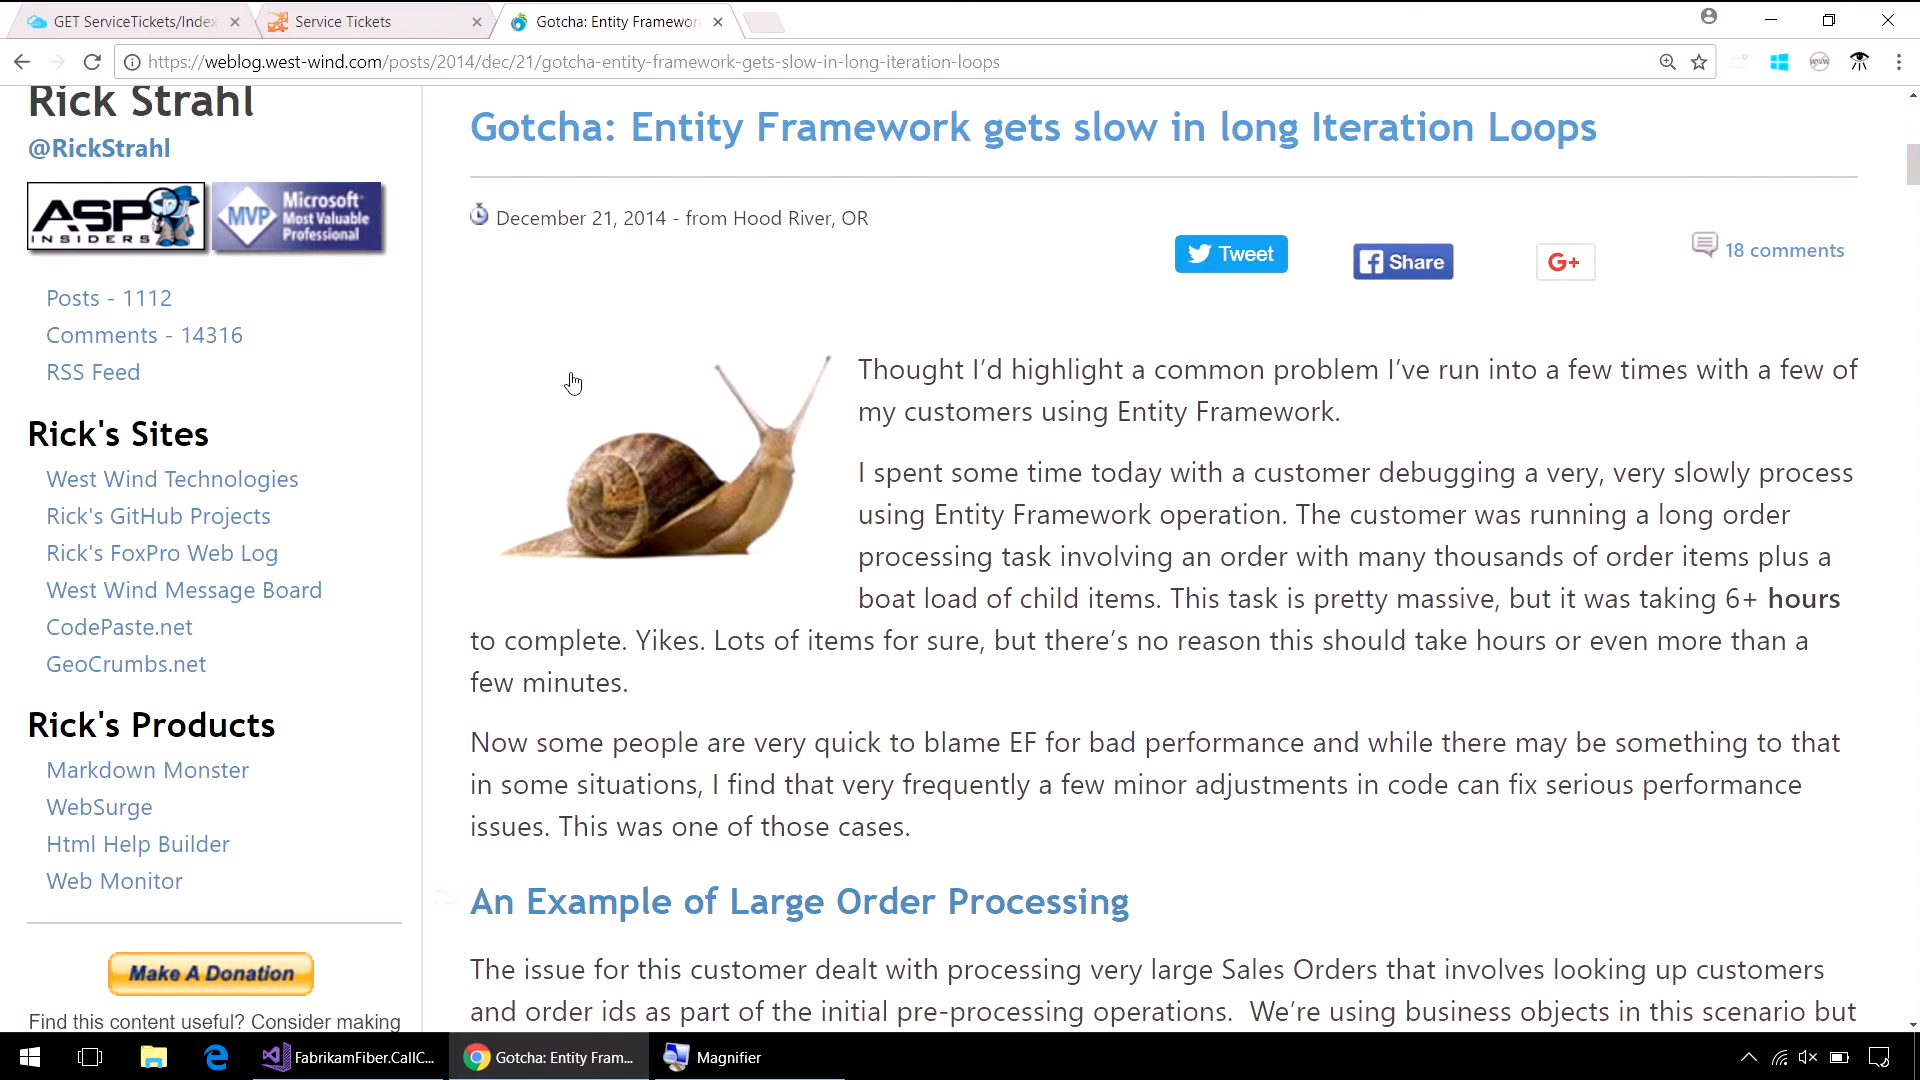 GET ServiceTickets/Index
Service Tickets
Gotcha: Entity Framewor
https://weblog.west-wind.com/posts/2014/dec/21/gotcha-entity-framework-gets-slow-in-long-iteration-loops
Rick Strahl
@RickStrahl
ASP
INSIDERS
MVP
Microsoft®
Most Valuable
Professional
Posts - 1112
Comments - 14316
RSS Feed
Rick's Sites
West Wind Technologies
Rick's GitHub Projects
Rick's FoxPro Web Log
West Wind Message Board
CodePaste.net
GeoCrumbs.net
Rick's Products
Markdown Monster
WebSurge
Html Help Builder
Web Monitor
Make A Donation
Find this content useful? Consider making
Gotcha: Entity Framework gets slow in long Iteration Loops
December 21, 2014 - from Hood River, OR
Tweet
Share
G+
18 comments
Thought I’d highlight a common problem I’ve run into a few times with a few of
my customers using Entity Framework.
I spent some time today with a customer debugging a very, very slowly process
using Entity Framework operation. The customer was running a long order
processing task involving an order with many thousands of order items plus a
boat load of child items. This task is pretty massive, but it was taking 6+ hours
to complete. Yikes. Lots of items for sure, but there’s no reason this should take hours or even more than a
few minutes.
Now some people are very quick to blame EF for bad performance and while there may be something to that
in some situations, I find that very frequently a few minor adjustments in code can fix serious performance
issues. This was one of those cases.
An Example of Large Order Processing
The issue for this customer dealt with processing very large Sales Orders that involves looking up customers
and order ids as part of the initial pre-processing operations.  We’re using business objects in this scenario but
FabrikamFiber.CallC...
Gotcha: Entity Fram...
Magnifier